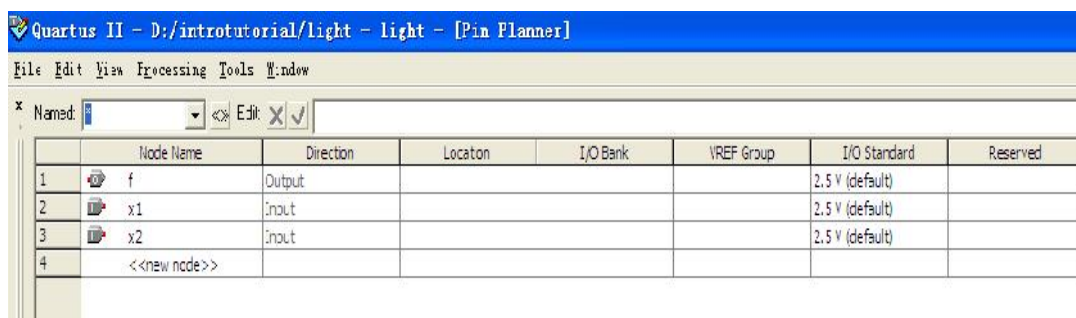 Quartus II - D:/introtutorial/light - light - [Pin Planner]
File Edit View Processing Tools Window
Named: * Edit:
Node Name Direction Location I/O Bank VREF Group I/O Standard Reserved
1 f Output 2.5 V (default)
2 x1 Input 2.5 V (default)
3 x2 Input 2.5 V (default)
4 <<new node>>